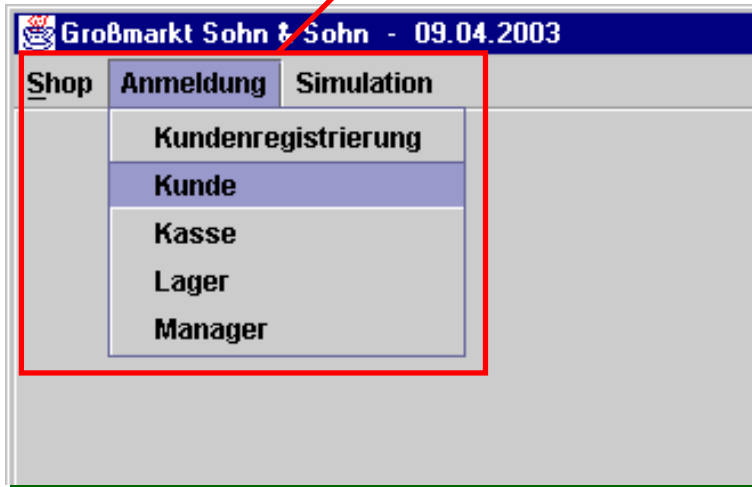 Großmarkt Sohn & Sohn - 09.04.2003
Shop Anmeldung Simulation
Kundenregistrierung
Kunde
Kasse
Lager
Manager